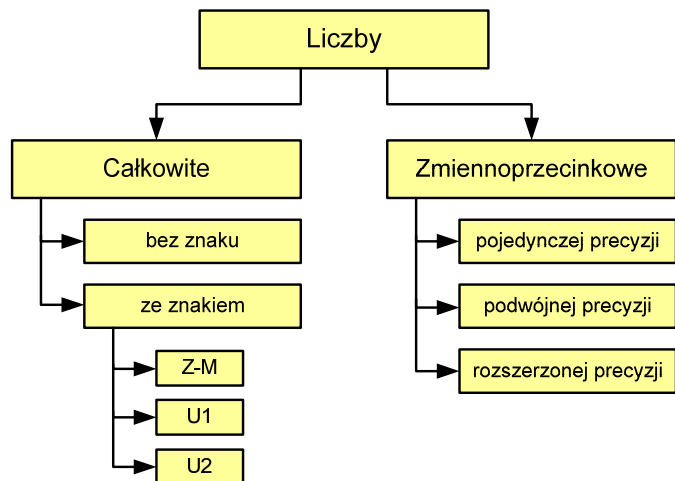 Liczby
Całkowite
bez znaku
ze znakiem
Z-M
U1
U2
Zmiennoprzecinkowe
pojedynczej precyzji
podwójnej precyzji
rozszerzonej precyzji